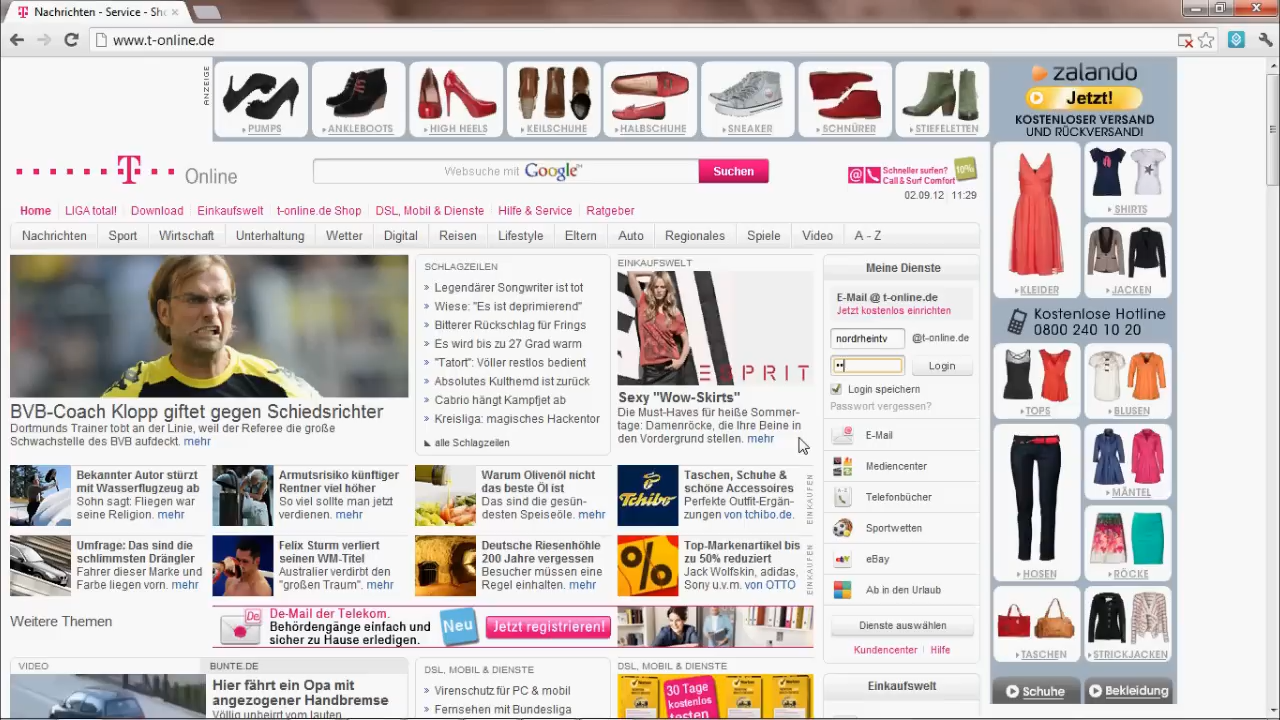 Nachrichten - Service - Sho
www.t-online.de
ANZEIGE
PUMPS
ANKLEBOOTS
HIGH HEELS
KEILSCHUHE
HALBSCHUHE
SNEAKER
SCHNÜRER
STIEFELETTEN
zalando
Jetzt!
KOSTENLOSER VERSAND
UND RÜCKVERSAND!
T Online
Websuche mit Google™
Suchen
Schneller surfen?
Call & Surf Comfort
10%
02.09.12 11:29
Home LIGA total! Download Einkaufswelt t-online.de Shop DSL, Mobil & Dienste Hilfe & Service Ratgeber
Nachrichten Sport Wirtschaft Unterhaltung Wetter Digital Reisen Lifestyle Eltern Auto Regionales Spiele Video A - Z
BVB-Coach Klopp giftet gegen Schiedsrichter
Dortmunds Trainer tobt an der Linie, weil der Referee die große
Schwachstelle des BVB aufdeckt. mehr
SCHLAGZEILEN
Legendärer Songwriter ist tot
Wiese: "Es ist deprimierend"
Bitterer Rückschlag für Frings
Es wird bis zu 27 Grad warm
"Tatort": Völler restlos bedient
Absolutes Kulthemd ist zurück
Cabrio hängt Kampfjet ab
Kreisliga: magisches Hackentor
alle Schlagzeilen
EINKAUFSWELT
ESPRIT
Sexy "Wow-Skirts"
Die Must-Haves für heiße Sommer-
tage: Damenröcke, die Ihre Beine in
den Vordergrund stellen. mehr
Meine Dienste
E-Mail @ t-online.de
Jetzt kostenlos einrichten
nordrheintv @t-online.de
Login
Login speichern
Passwort vergessen?
E-Mail
Mediencenter
Telefonbücher
Sportwetten
eBay
Ab in den Urlaub
Dienste auswählen
Kundencenter Hilfe
Einkaufswelt
Bekannter Autor stürzt
mit Wasserflugzeug ab
Sohn sagt: Fliegen war
seine Religion. mehr
Armutsrisiko künftiger
Rentner viel höher
So viel sollte man jetzt
verdienen. mehr
Warum Olivenöl nicht
das beste Öl ist
Das sind die gesün-
desten Speiseöle. mehr
Tchibo
Taschen, Schuhe &
schöne Accessoires
Perfekte Outfit-Ergän-
zungen von tchibo.de.
EINKAUFEN
Umfrage: Das sind die
schlimmsten Drängler
Fahrer dieser Marke und
Farbe liegen vorn. mehr
Felix Sturm verliert
seinen WM-Titel
Australier verdirbt den
"großen Traum". mehr
Deutsche Riesenhöhle
200 Jahre vergessen
Besucher müssen eine
Regel einhalten. mehr
%
Top-Markenartikel bis
zu 50% reduziert
Jack Wolfskin, adidas,
Sony u.v.m. von OTTO
EINKAUFEN
Weitere Themen
De
De-Mail der Telekom.
Behördengänge einfach und
sicher zu Hause erledigen.
Neu
Jetzt registrieren!
VIDEO
BUNTE.DE
Hier fährt ein Opa mit
angezogener Handbremse
Völlig unbeirrt vom lauten
DSL, MOBIL & DIENSTE
Virenschutz für PC & mobil
Fernsehen mit Bundesliga
DSL, MOBIL & DIENSTE
30 Tage
kostenlos
testen
SHIRTS
KLEIDER
JACKEN
Kostenlose Hotline
0800 240 10 20
TOPS
BLUSEN
MÄNTEL
HOSEN
RÖCKE
TASCHEN
STRICKJACKEN
Schuhe
Bekleidung